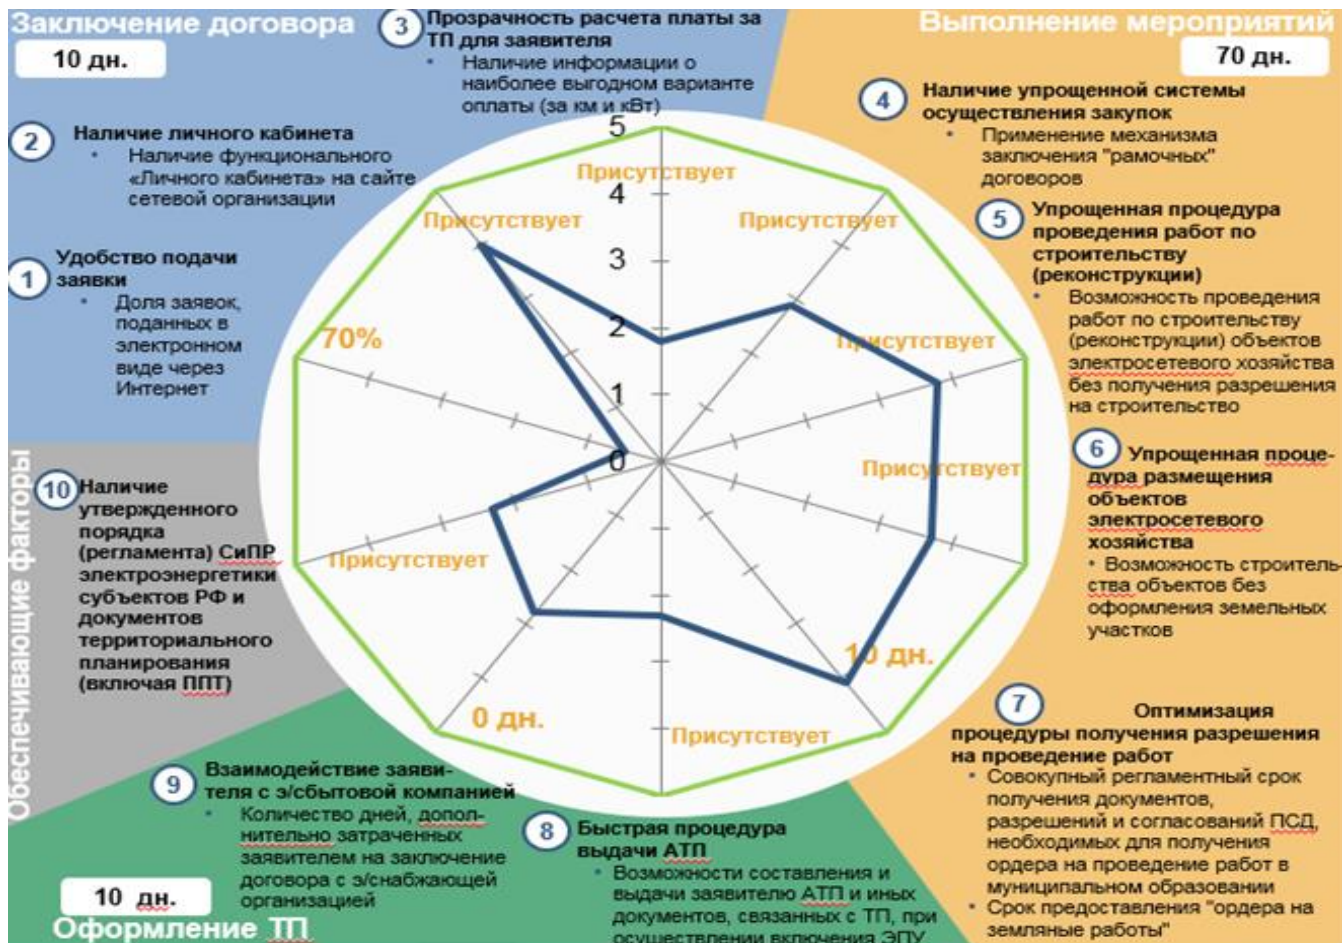 Заключение договора
10 дн.
3
Прозрачность расчета платы за
ТП для заявителя
• Наличие информации о
наиболее выгодном варианте
оплаты (за км и кВт)
2
Наличие личного кабинета
• Наличие функционального
«Личного кабинета» на сайте
сетевой организации
1
Удобство подачи
заявки
• Доля заявок,
поданных в
электронном
виде через
Интернет
Выполнение мероприятий
70 дн.
4
Наличие упрощенной системы
осуществления закупок
• Применение механизма
заключения "рамочных"
договоров
5
Упрощенная процедура
проведения работ по
строительству
(реконструкции)
• Возможность проведения
работ по строительству
(реконструкции) объектов
электросетевого хозяйства
без получения разрешения
на строительство
6
Упрощенная проце-
дура размещения
объектов
электросетевого
хозяйства
• Возможность строитель-
ства объектов без
оформления земельных
участков
7
Оптимизация
процедуры получения разрешения
на проведение работ
• Совокупный регламентный срок
получения документов,
разрешений и согласований ПСД,
необходимых для получения
ордера на проведение работ в
муниципальном образовании
• Срок предоставления "ордера на
земляные работы"
5
4
3
2
1
0
Присутствует
Присутствует
Присутствует
70%
Присутствует
Присутствует
Присутствует
10 дн.
0 дн.
Присутствует
Обеспечивающие факторы
10
Наличие
утвержденного
порядка
(регламента) СиПР
электроэнергетики
субъектов РФ и
документов
территориального
планирования
(включая ППТ)
9
Взаимодействие заяви-
теля с э/сбытовой компанией
• Количество дней, допол-
нительно затраченных
заявителем на заключение
договора с э/снабжающей
организацией
8
Быстрая процедура
выдачи АТП
• Возможности составления и
выдачи заявителю АТП и иных
документов, связанных с ТП, при
осуществлении включения ЭПУ
10 дн.
Оформление ТП